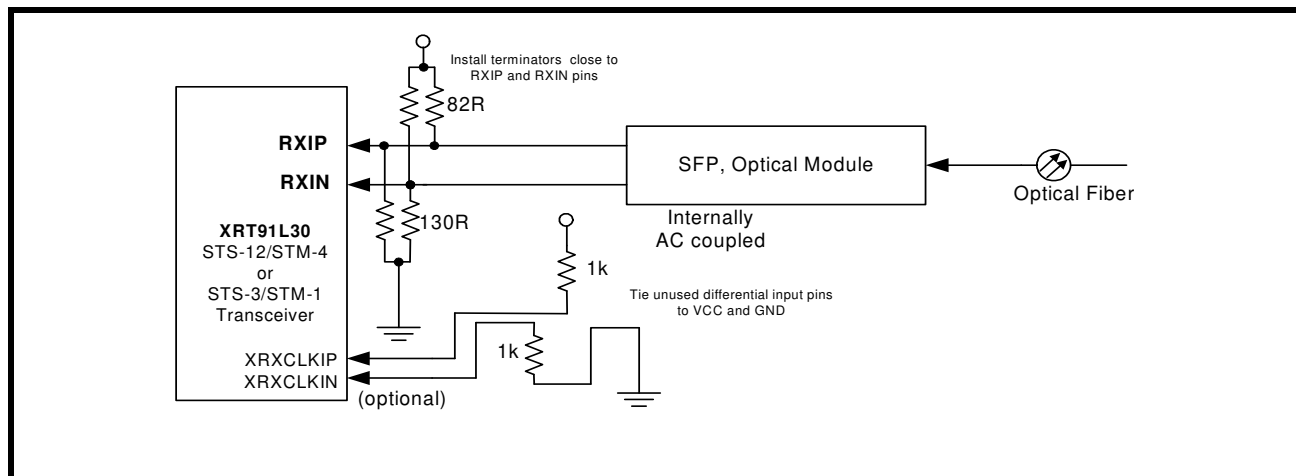 Install terminators close to
RXIP and RXIN pins
82R
RXIP
RXIN
SFP, Optical Module
Optical Fiber
Internally
AC coupled
130R
XRT91L30
STS-12/STM-4
or
STS-3/STM-1
Transceiver
1k
Tie unused differential input pins
to VCC and GND
1k
XRXCLKIP
XRXCLKIN
(optional)